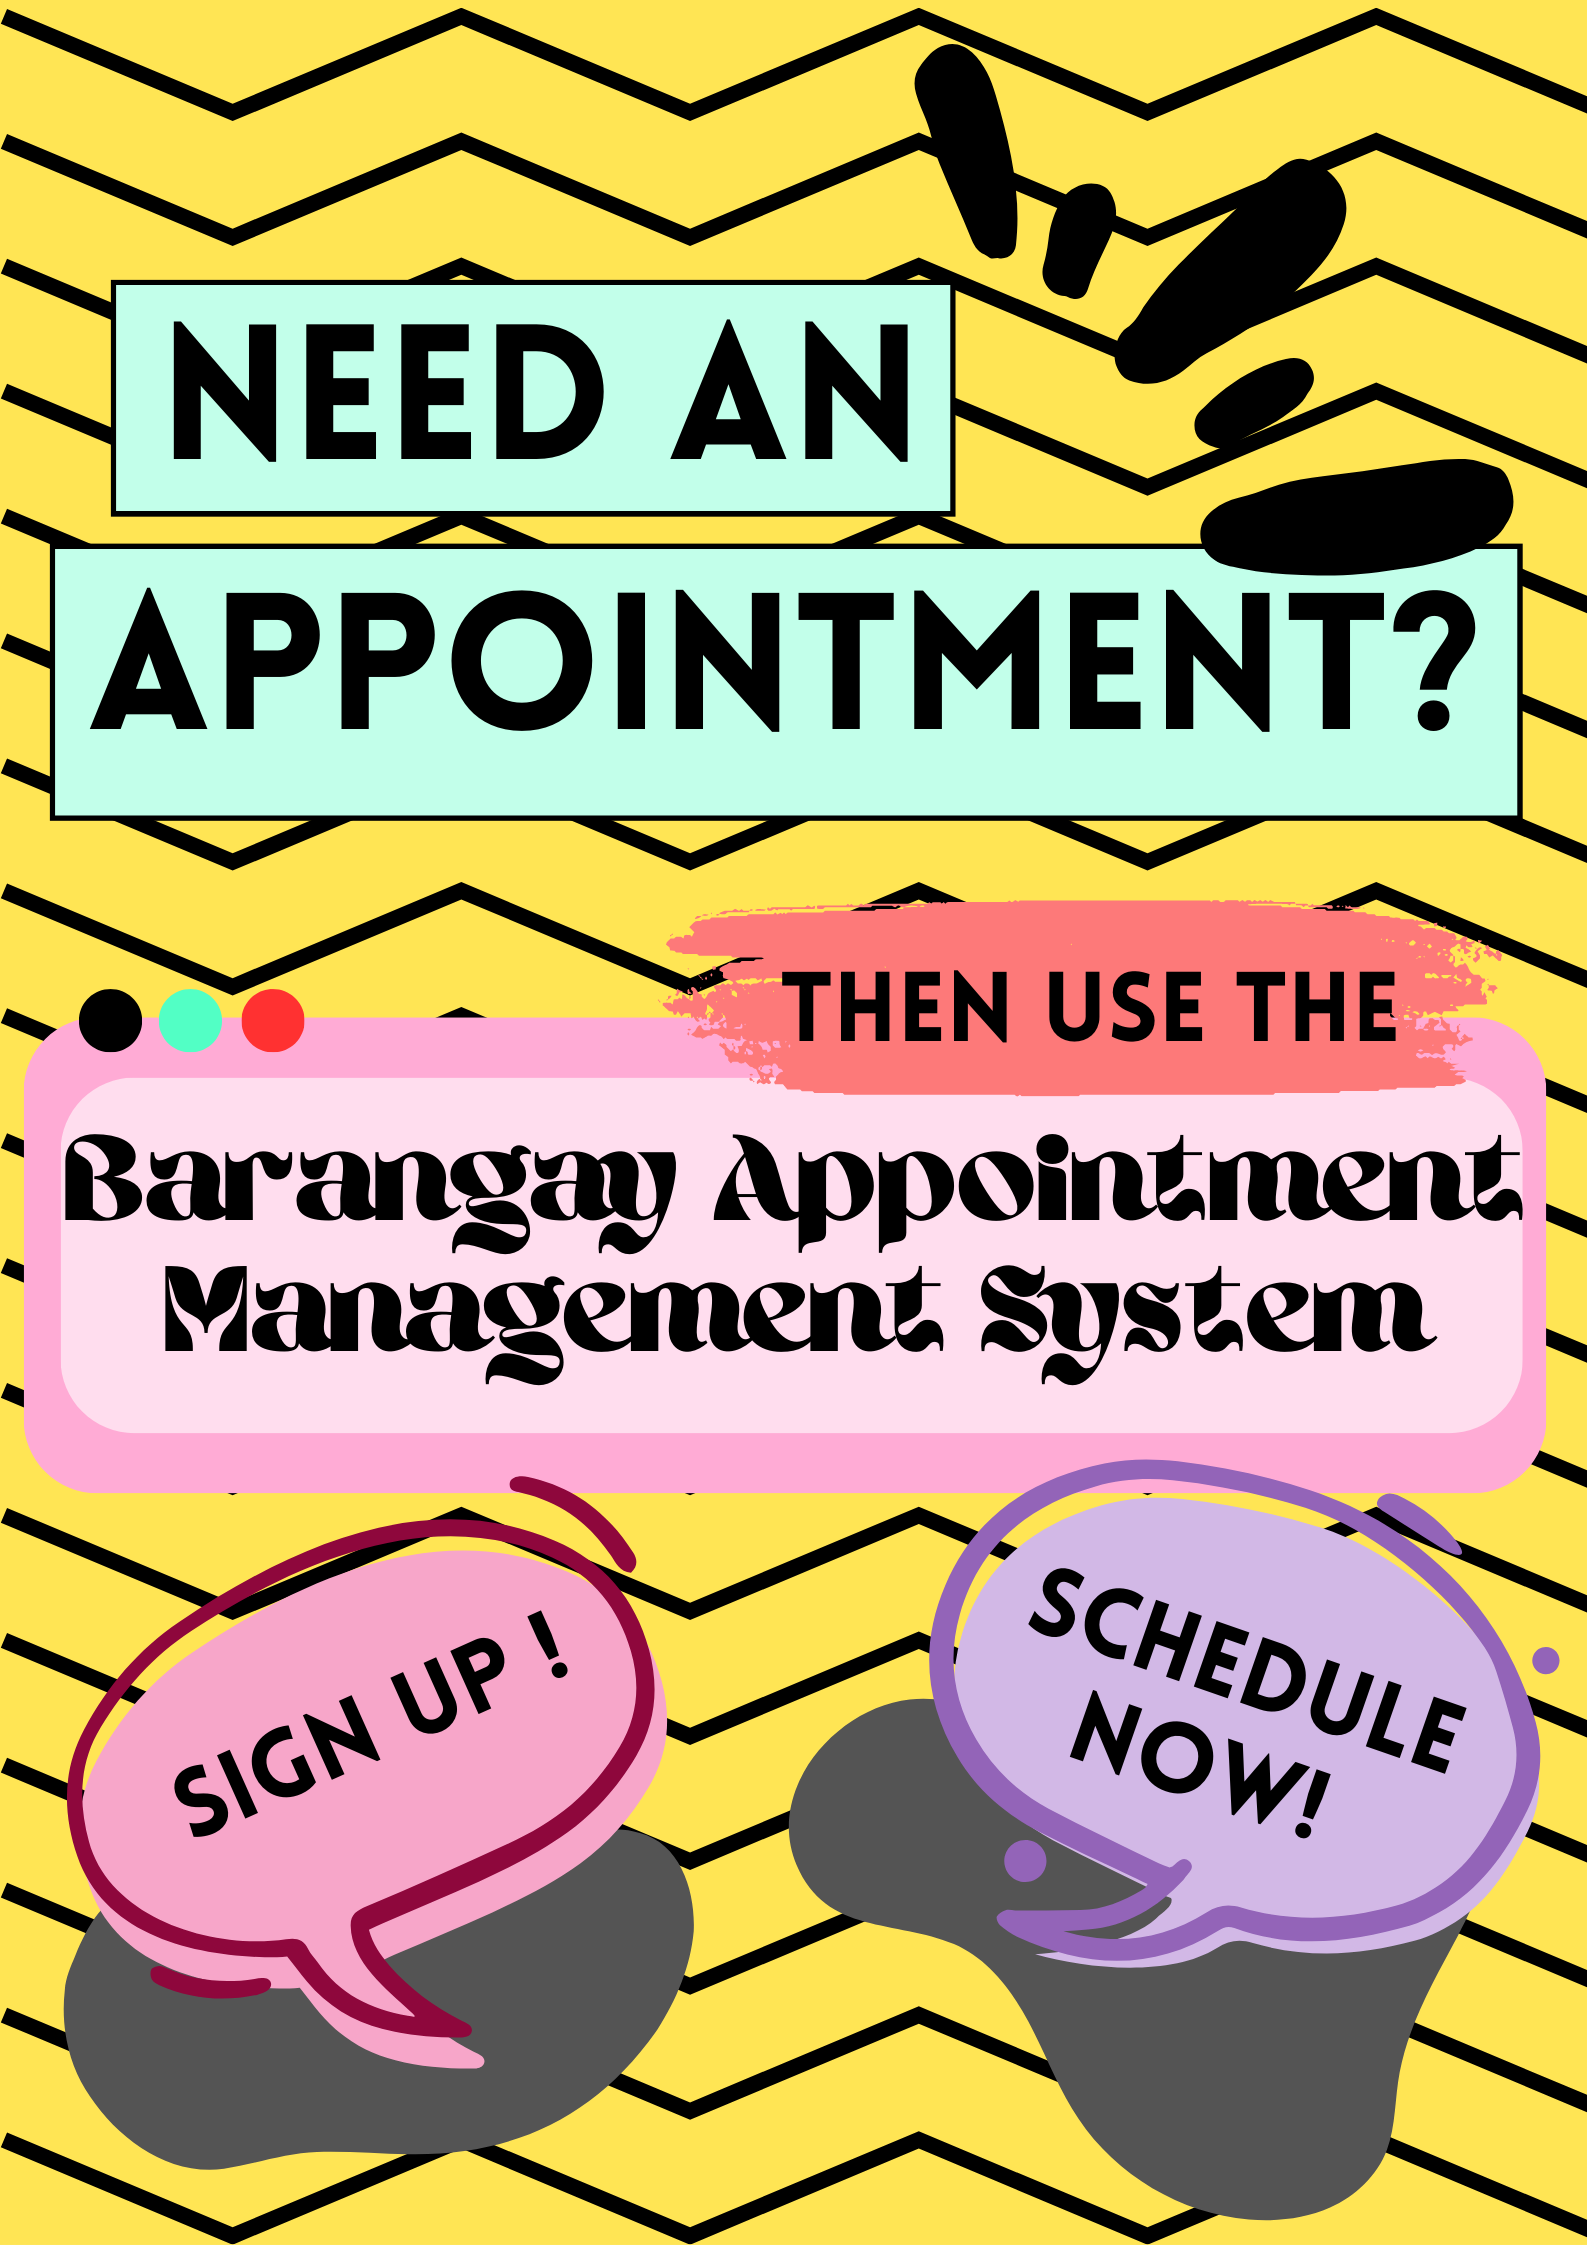 NEED AN
APPOINTMENT?
THEN USE THE
Barangay Appointment
Management System
SIGN UP !
SCHEDULE
NOW!